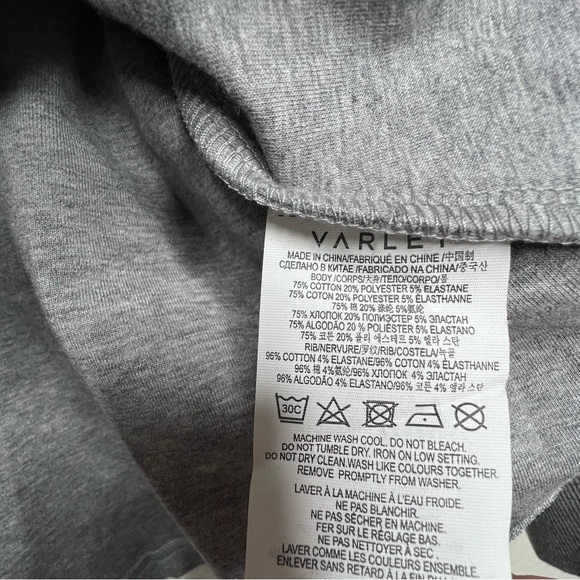 VARLEY
MADE IN CHINA/FABRIQUÉ EN CHINE /中国制
СДЕЛАНО В КИТАЕ /FABRICADO NA CHINA/중국산
BODY /CORPS/大身/ТЕЛО/CORPO/몸
75% COTTON 20% POLYESTER 5% ELASTANE
75% COTON 20% POLYESTER 5% ÉLASTHANNE
75% 棉 20% 涤纶 5%氨纶
75% ХЛОПОК 20% ПОЛИЭСТЕР 5% ЭЛАСТАН
75% ALGODÃO 20 % POLIÉSTER 5% ELASTANO
75% 코튼 20% 폴리 에스테르 5% 엘라 스탄
RIB/NERVURE/罗纹/RIB/COSTELA/늑골
96% COTTON 4% ELASTANE/96% COTON 4% ÉLASTHANNE
96% 棉 4%氨纶/96% ХЛОПОК 4% ЭЛАСТАН
96% ALGODÃO 4% ELASTANO/96% 코튼 4% 엘라 스탄
30C
MACHINE WASH COOL. DO NOT BLEACH.
DO NOT TUMBLE DRY. IRON ON LOW SETTING.
DO NOT DRY CLEAN.WASH LIKE COLOURS TOGETHER.
REMOVE PROMPTLY FROM WASHER.
LAVER À LA MACHINE À L'EAU FROIDE.
NE PAS BLANCHIR.
NE PAS SÉCHER EN MACHINE.
FER SUR LE RÉGLAGE BAS.
NE PAS NETTOYER À SEC.
LAVER COMME LES COULEURS ENSEMBLE.
ENLEVER SANS RETARD À LA RONDELLE